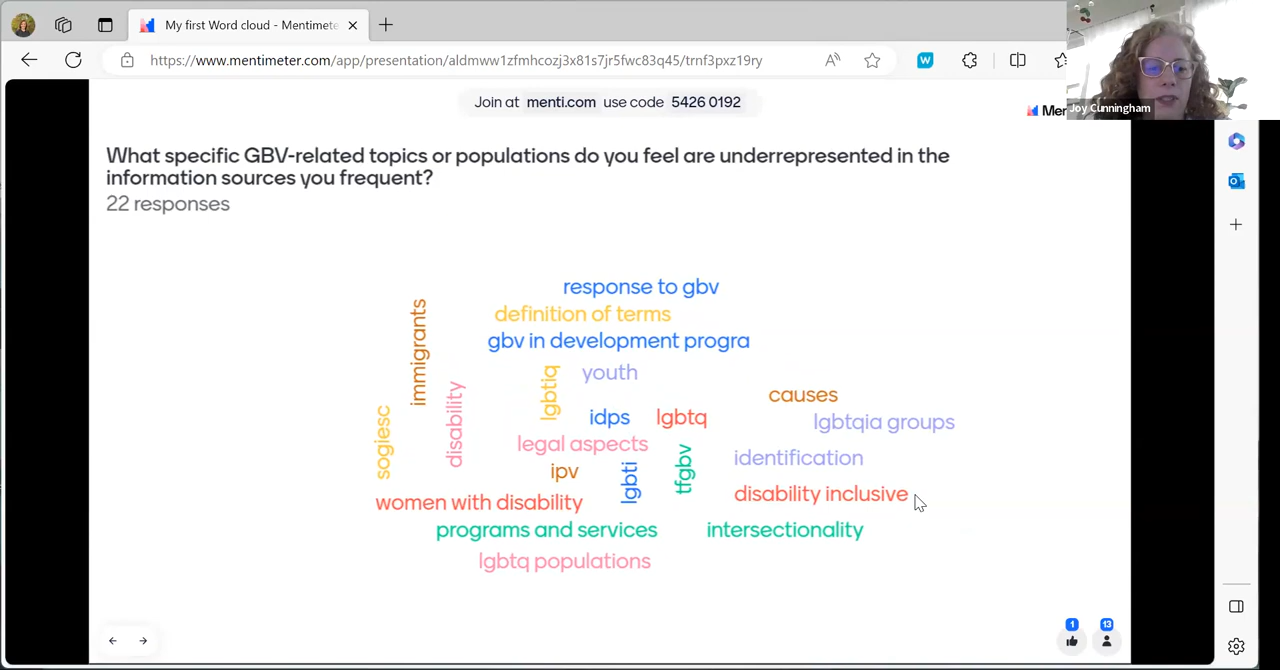 My first Word cloud - Mentimete
https://www.mentimeter.com/app/presentation/aldmww1zfmhcozj3x81s7jr5fwc83q45/trnf3pxz19ry
Joy Cunningham
Join at menti.com use code 5426 0192
Mer
What specific GBV-related topics or populations do you feel are underrepresented in the
information sources you frequent?
22 responses
response to gbv
definition of terms
gbv in development progra
immigrants
youth
lgbtiq
disability
causes
sogiesc
idps
lgbtq
lgbtqia groups
legal aspects
tfgbv
identification
ipv
lgbti
disability inclusive
women with disability
programs and services
intersectionality
lgbtq populations
1
13